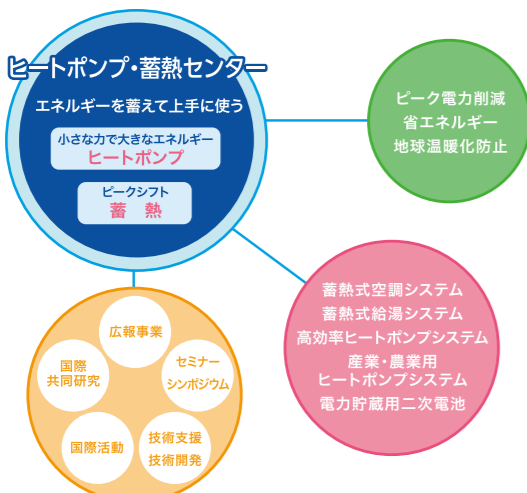 ヒートポンプ・蓄熱センター
エネルギーを蓄えて上手に使う
小さな力で大きなエネルギー
ヒートポンプ
ピークシフト
蓄 熱
ピーク電力削減
省エネルギー
地球温暖化防止
蓄熱式空調システム
蓄熱式給湯システム
高効率ヒートポンプシステム
産業・農業用
ヒートポンプシステム
電力貯蔵用二次電池
広報事業
国際
共同研究
セミナー
シンポジウム
国際活動
技術支援
技術開発